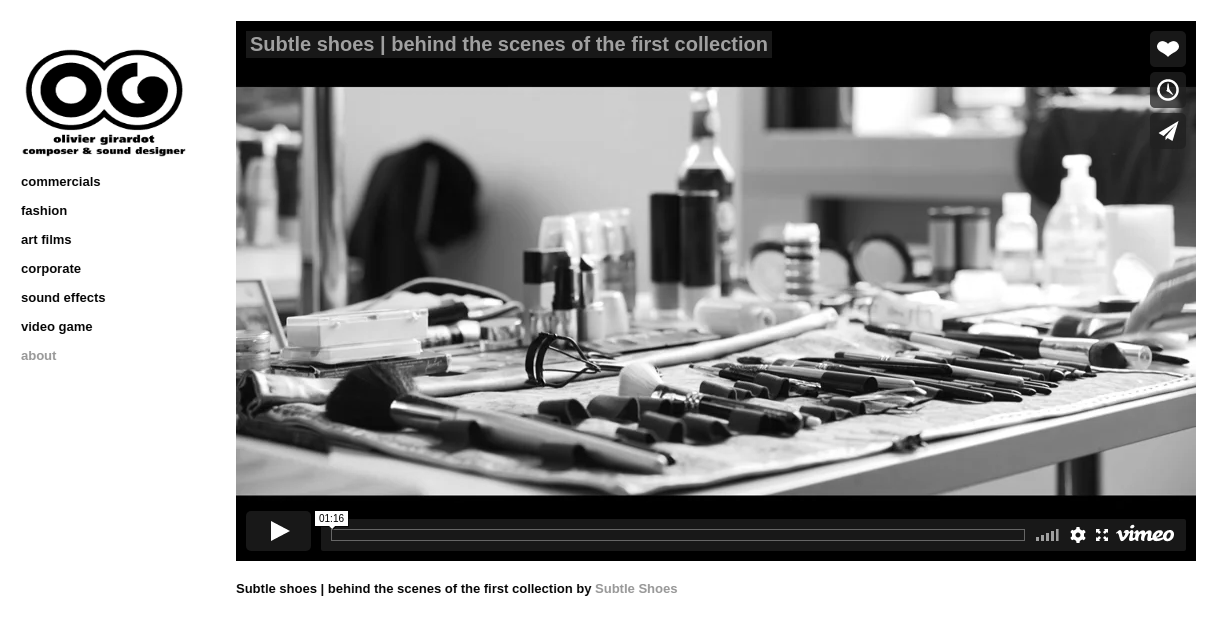 OG
olivier girardot
composer & sound designer
commercials
fashion
art films
corporate
sound effects
video game
about
Subtle shoes | behind the scenes of the first collection
01:16
vimeo
Subtle shoes | behind the scenes of the first collection by Subtle Shoes